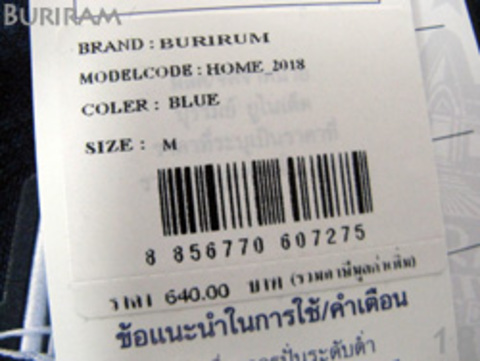 BURIRAM
BRAND : BURIRUM
MODELCODE : HOME_2018
COLER : BLUE
SIZE : M
8 856770 607275
ราคา 640.00 บาท (รวมภาษีมูลค่าเพิ่ม)
ข้อแนะนำในการใช้/คำเตือน